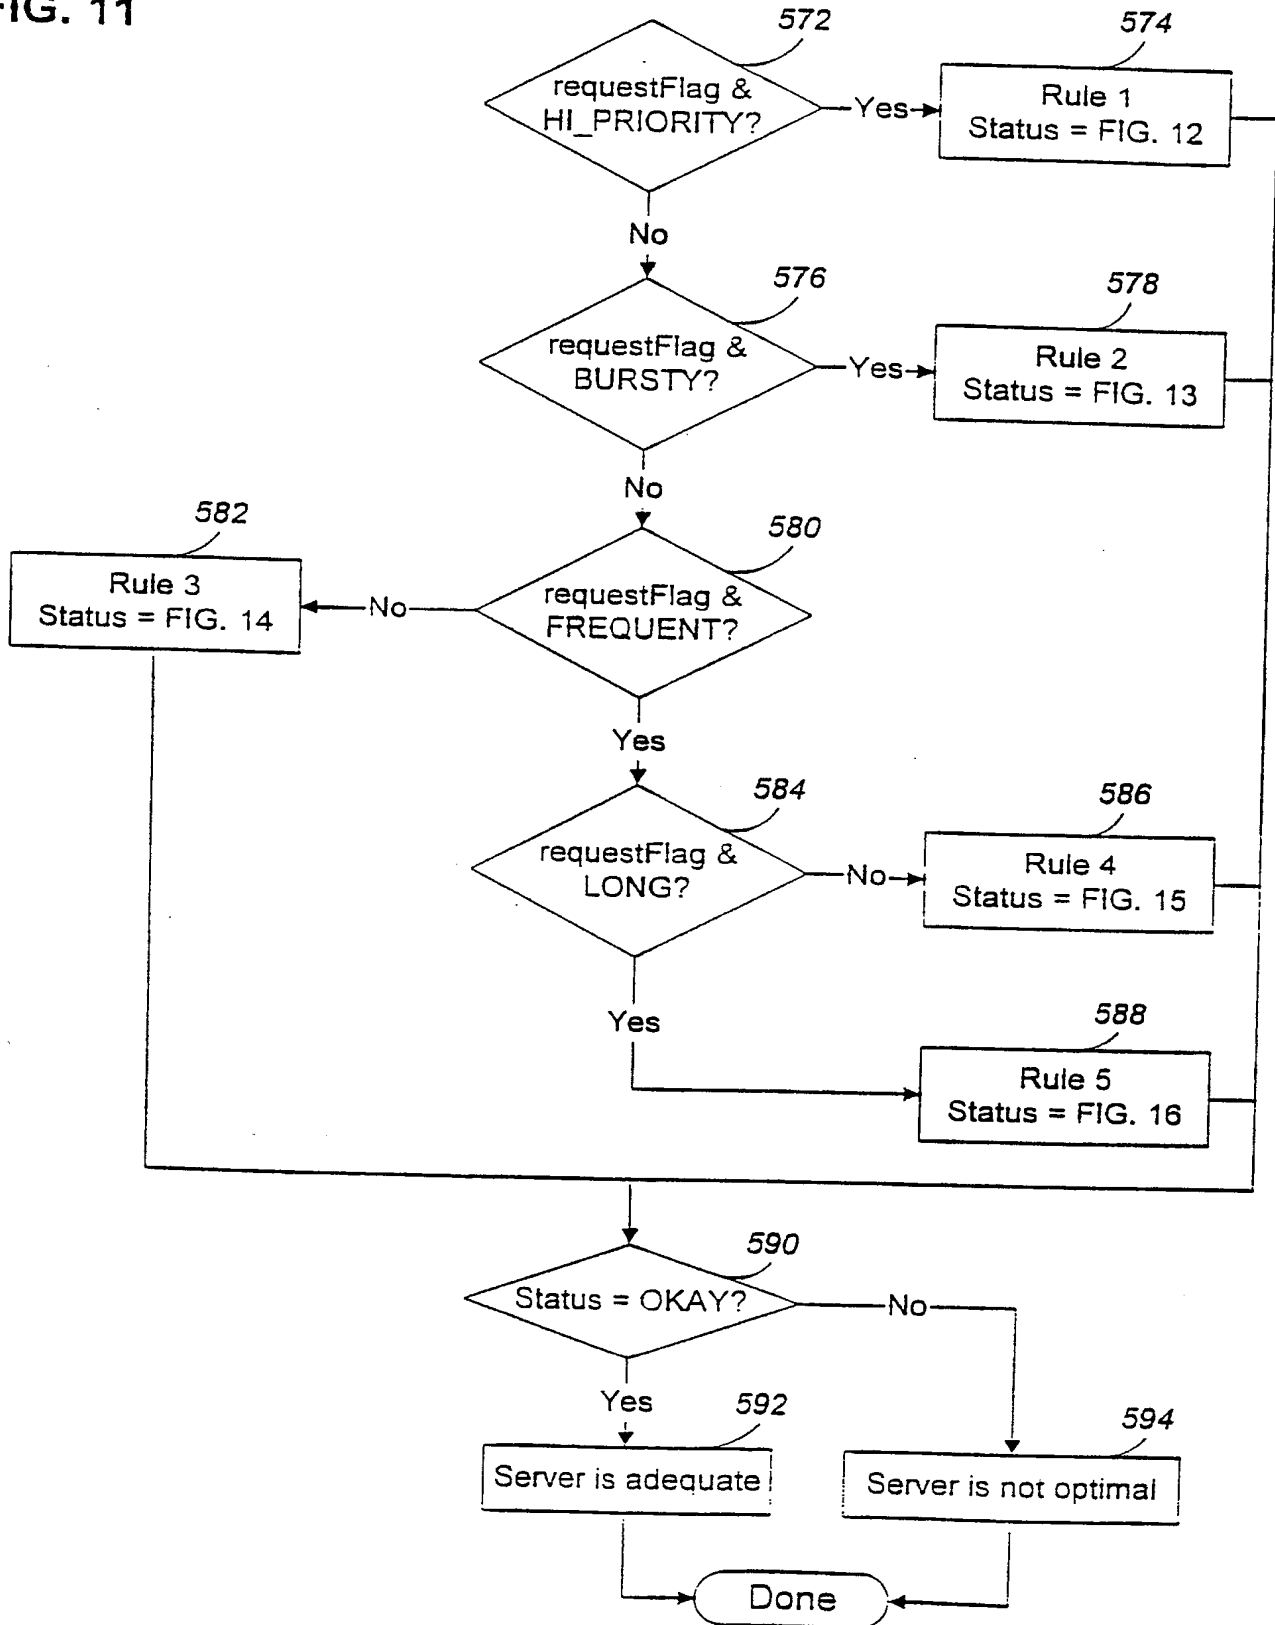 FIG. 11
572
574
requestFlag &
HI_PRIORITY?
Yes
Rule 1
Status = FIG. 12
No
576
578
requestFlag &
BURSTY?
Yes
Rule 2
Status = FIG. 13
No
582
580
Rule 3
Status = FIG. 14
No
requestFlag &
FREQUENT?
Yes
584
586
requestFlag &
LONG?
No
Rule 4
Status = FIG. 15
Yes
588
Rule 5
Status = FIG. 16
590
Status = OKAY?
No
Yes
592
594
Server is adequate
Server is not optimal
Done